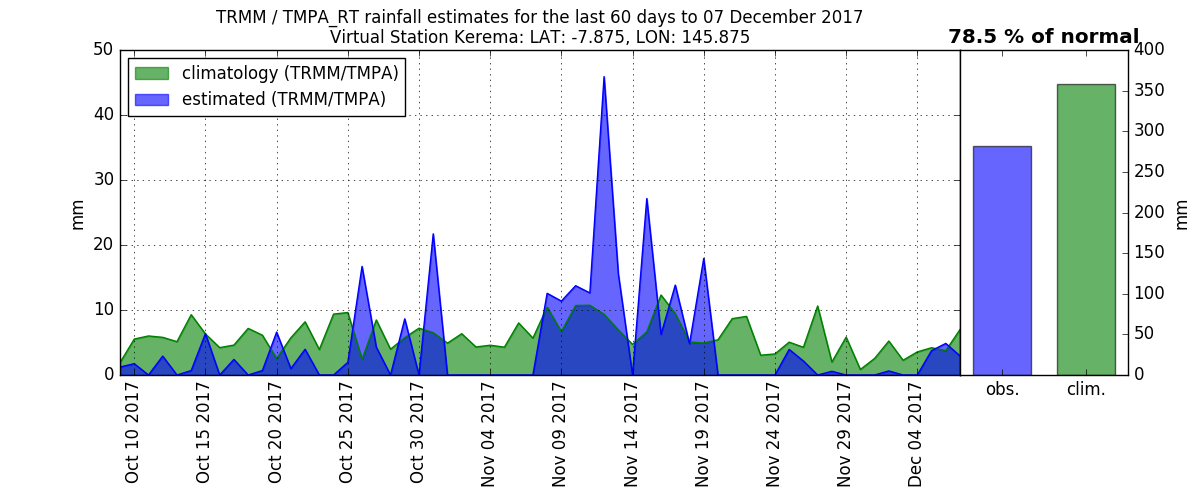 TRMM / TMPA_RT rainfall estimates for the last 60 days to 07 December 2017
Virtual Station Kerema: LAT: -7.875, LON: 145.875
78.5 % of normal
climatology (TRMM/TMPA)
estimated (TRMM/TMPA)
50
40
30
20
10
0
mm
400
350
300
250
200
150
100
50
0
mm
Oct 10 2017
Oct 15 2017
Oct 20 2017
Oct 25 2017
Oct 30 2017
Nov 04 2017
Nov 09 2017
Nov 14 2017
Nov 19 2017
Nov 24 2017
Nov 29 2017
Dec 04 2017
obs.
clim.